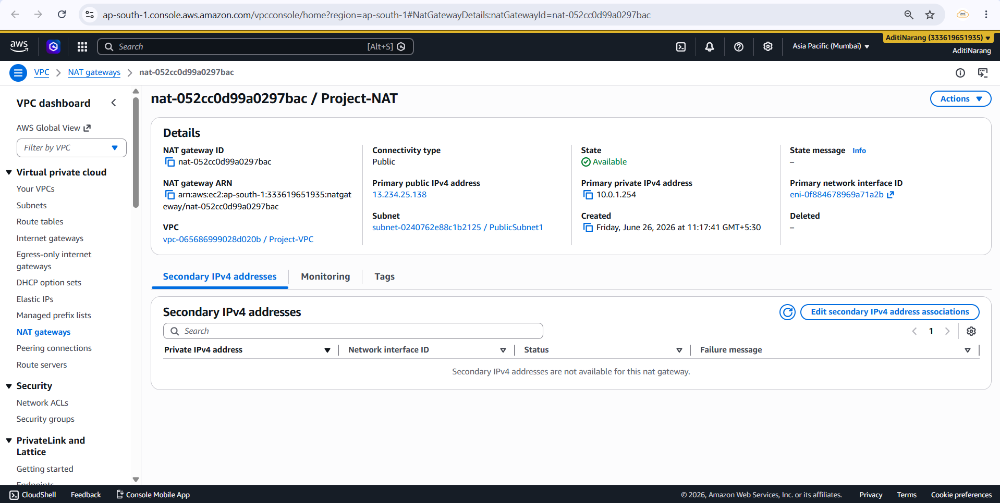 ap-south-1.console.aws.amazon.com/vpcconsole/home?region=ap-south-1#NatGatewayDetails:natGatewayId=nat-052cc0d99a0297bac
aws
Search
[Alt+S]
Asia Pacific (Mumbai)
AditiNarang (333619651935)
AditiNarang
VPC
NAT gateways
nat-052cc0d99a0297bac
VPC dashboard
AWS Global View
Filter by VPC
Virtual private cloud
Your VPCs
Subnets
Route tables
Internet gateways
Egress-only internet
gateways
DHCP option sets
Elastic IPs
Managed prefix lists
NAT gateways
Peering connections
Route servers
Security
Network ACLs
Security groups
PrivateLink and
Lattice
Getting started
Endpoints
nat-052cc0d99a0297bac / Project-NAT
Actions
Details
NAT gateway ID
nat-052cc0d99a0297bac
NAT gateway ARN
arn:aws:ec2:ap-south-1:333619651935:natgat
eway/nat-052cc0d99a0297bac
VPC
vpc-065686999028d020b / Project-VPC
Connectivity type
Public
Primary public IPv4 address
13.234.25.138
Subnet
subnet-0240762e88c1b2125 / PublicSubnet1
State
Available
Primary private IPv4 address
10.0.1.254
Created
Friday, June 26, 2026 at 11:17:41 GMT+5:30
State message Info
–
Primary network interface ID
eni-0f884678969a71a2b
Deleted
–
Secondary IPv4 addresses
Monitoring
Tags
Secondary IPv4 addresses
Edit secondary IPv4 address associations
Search
1
Private IPv4 address
Network interface ID
Status
Failure message
Secondary IPv4 addresses are not available for this nat gateway.
CloudShell
Feedback
Console Mobile App
© 2026, Amazon Web Services, Inc. or its affiliates.
Privacy
Terms
Cookie preferences